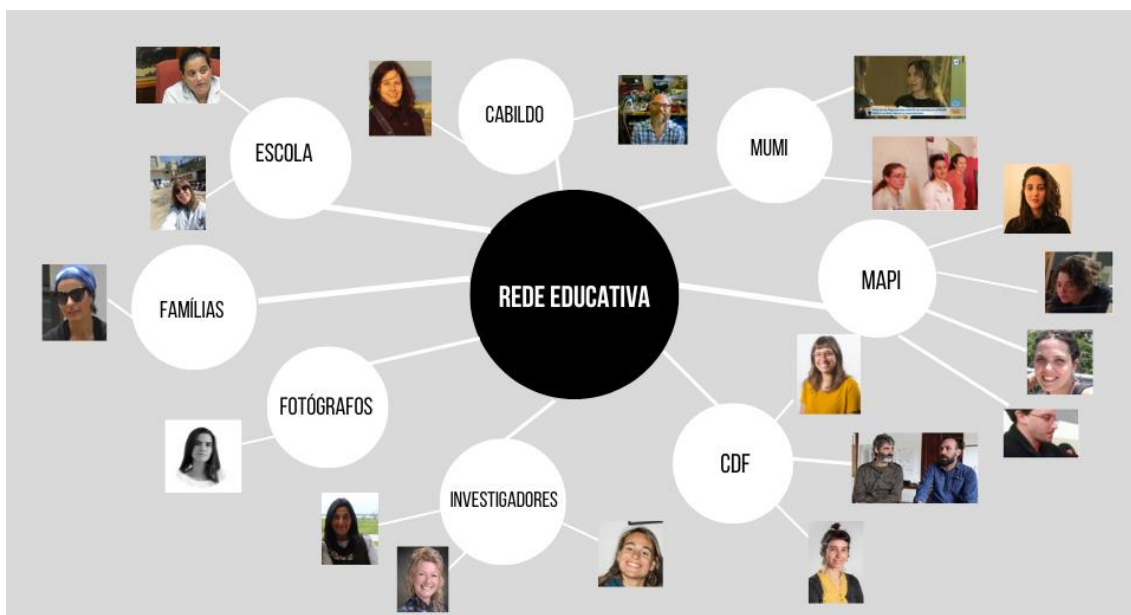 CABILDO
MUMI
ESCOLA
MAPI
REDE EDUCATIVA
FAMÍLIAS
FOTÓGRAFOS
CDF
INVESTIGADORES